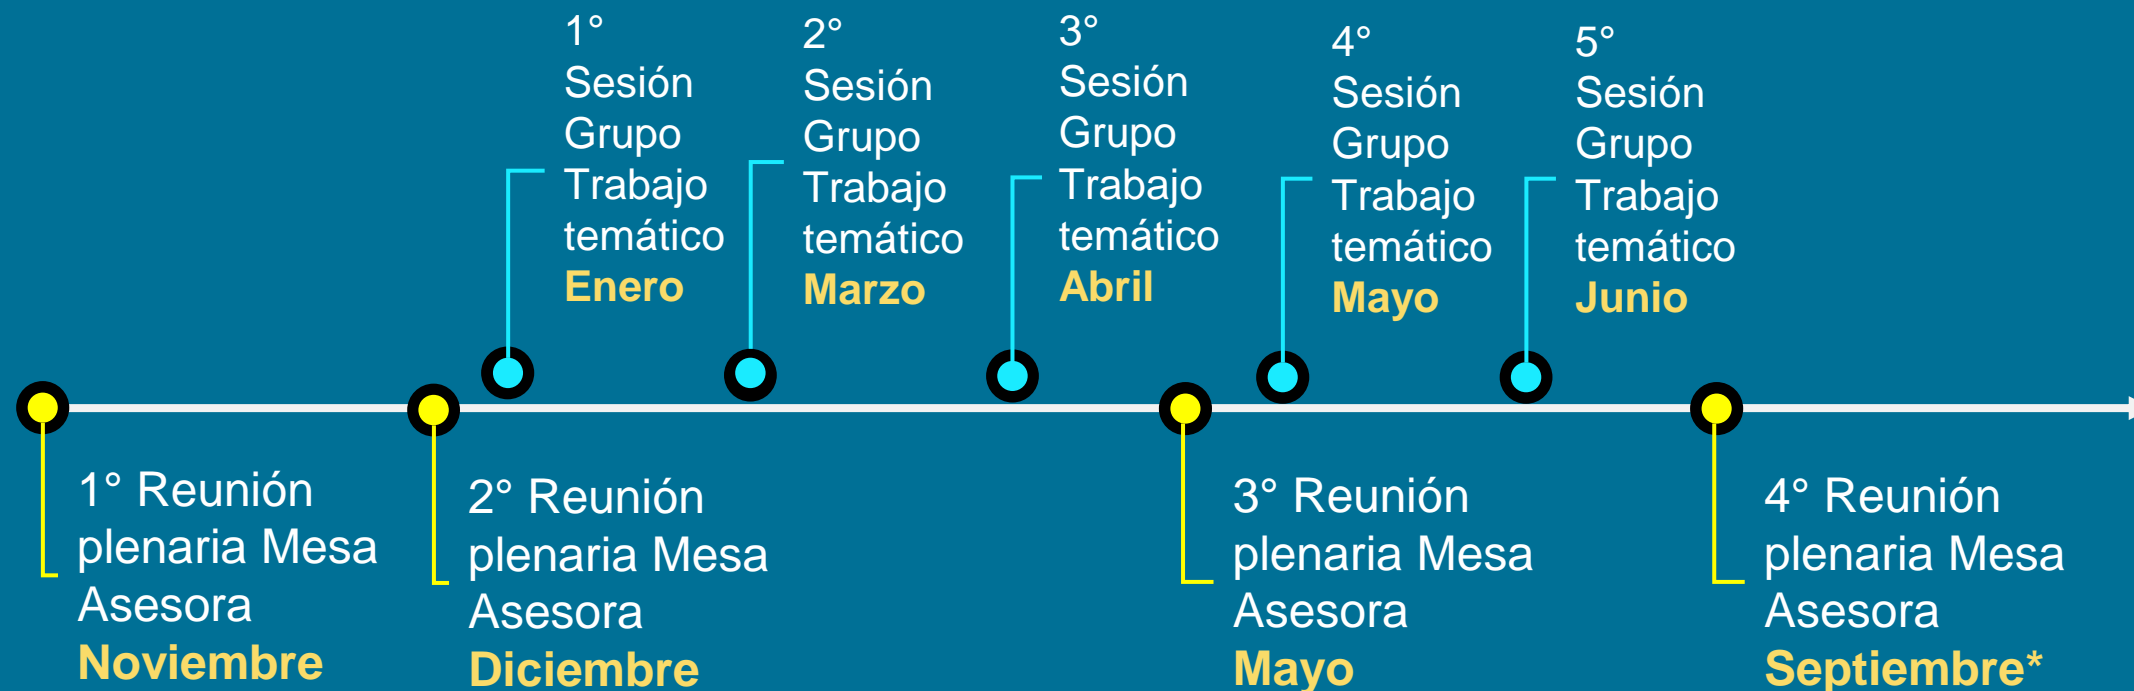 1°
Sesión
Grupo
Trabajo
temático
Enero
2°
Sesión
Grupo
Trabajo
temático
Marzo
3°
Sesión
Grupo
Trabajo
temático
Abril
4°
Sesión
Grupo
Trabajo
temático
Mayo
5°
Sesión
Grupo
Trabajo
temático
Junio
1° Reunión
plenaria Mesa
Asesora
Noviembre
2° Reunión
plenaria Mesa
Asesora
Diciembre
3° Reunión
plenaria Mesa
Asesora
Mayo
4° Reunión
plenaria Mesa
Asesora
Septiembre*